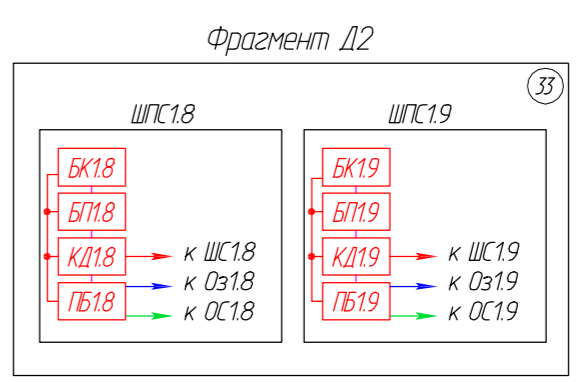 Фрагмент Д2
33
ШПС1.8
БК1.8
БП1.8
КД1.8
ПБ1.8
к ШС1.8
к Оз1.8
к ОС1.8
ШПС1.9
БК1.9
БП1.9
КД1.9
ПБ1.9
к ШС1.9
к Оз1.9
к ОС1.9